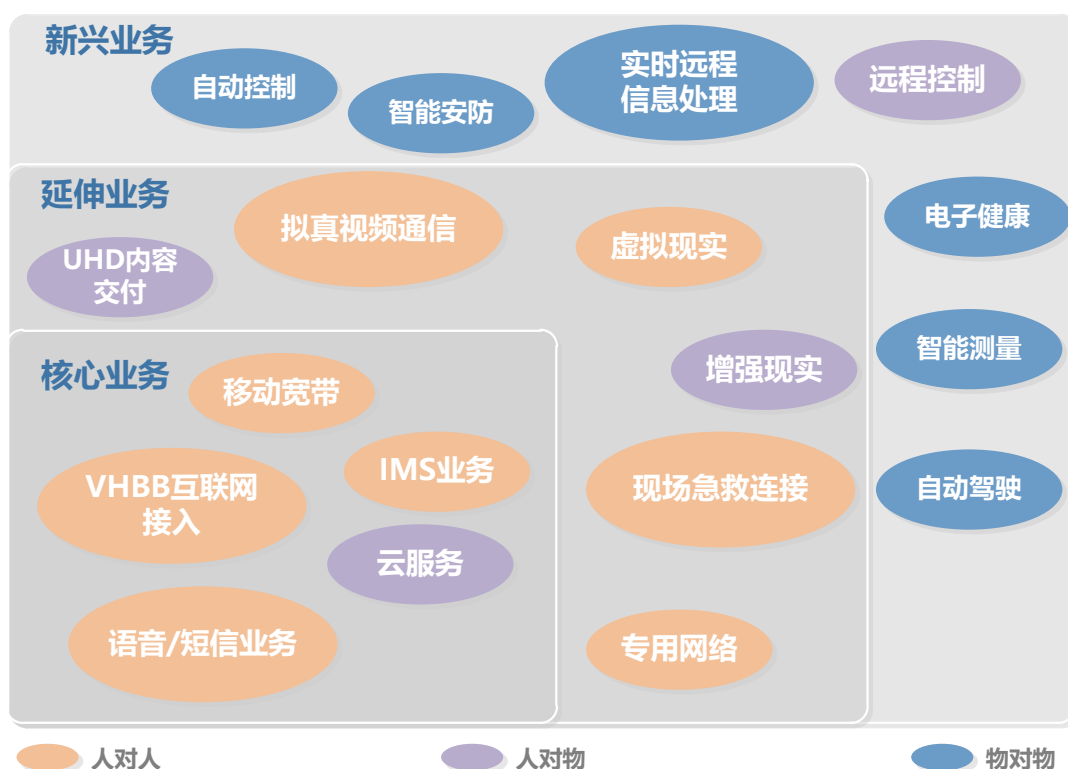 新兴业务
自动控制
智能安防
实时远程
信息处理
远程控制
延伸业务
拟真视频通信
虚拟现实
电子健康
UHD内容
交付
核心业务
移动宽带
增强现实
智能测量
VHBB互联网
接入
IMS业务
现场急救连接
自动驾驶
云服务
语音/短信业务
专用网络
人对人
人对物
物对物